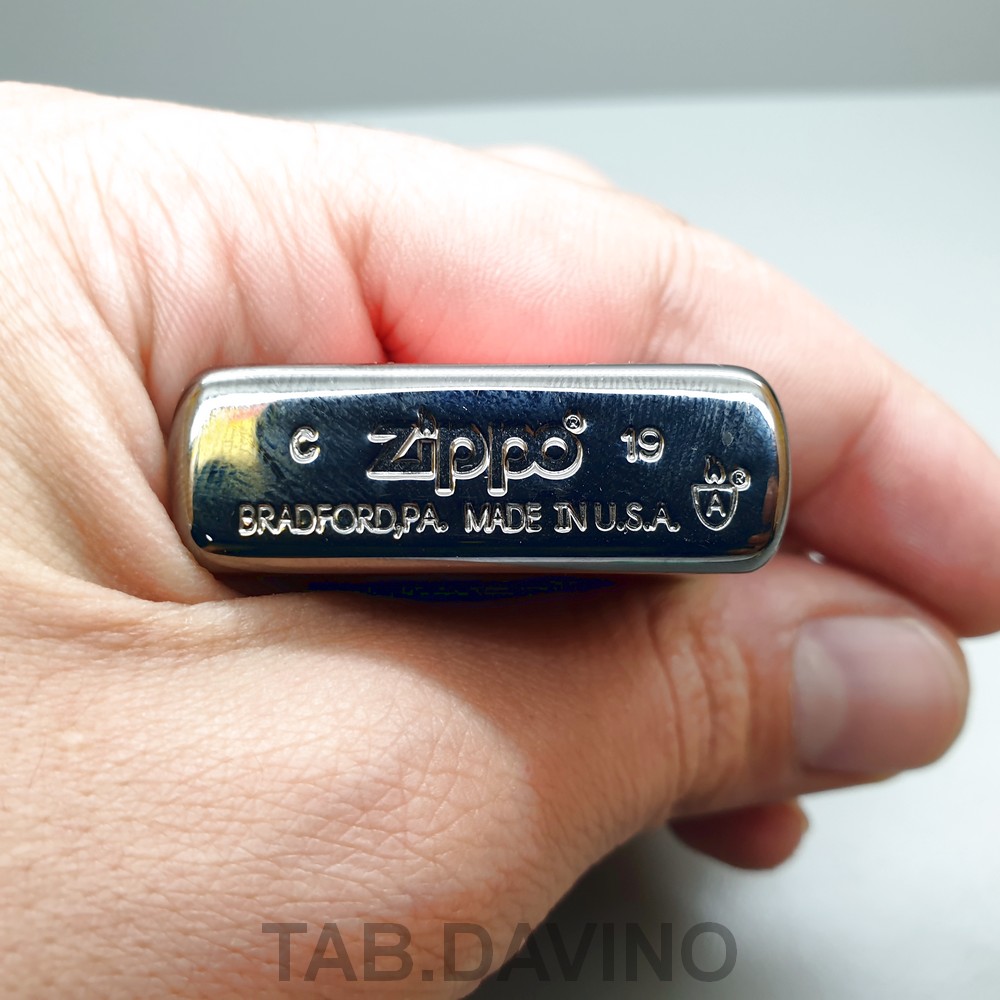 C Zippo® 19
BRADFORD,PA. MADE IN U.S.A.
A®
TAB.DAVINO